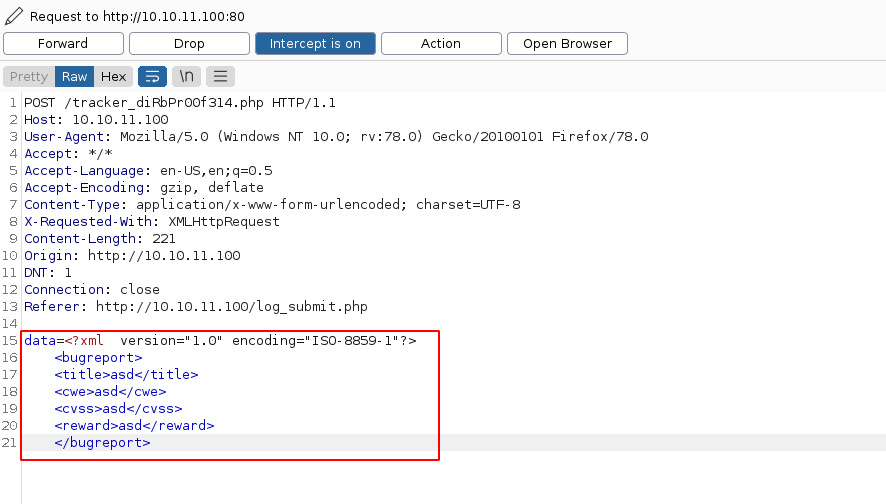 Request to http://10.10.11.100:80
Forward Drop Intercept is on Action Open Browser
Pretty Raw Hex \n
1 POST /tracker_diRbPr00f314.php HTTP/1.1
2 Host: 10.10.11.100
3 User-Agent: Mozilla/5.0 (Windows NT 10.0; rv:78.0) Gecko/20100101 Firefox/78.0
4 Accept: */*
5 Accept-Language: en-US,en;q=0.5
6 Accept-Encoding: gzip, deflate
7 Content-Type: application/x-www-form-urlencoded; charset=UTF-8
8 X-Requested-With: XMLHttpRequest
9 Content-Length: 221
10 Origin: http://10.10.11.100
11 DNT: 1
12 Connection: close
13 Referer: http://10.10.11.100/log_submit.php
14
15 data=<?xml  version="1.0" encoding="ISO-8859-1"?>
16     <bugreport>
17     <title>asd</title>
18     <cwe>asd</cwe>
19     <cvss>asd</cvss>
20     <reward>asd</reward>
21     </bugreport>